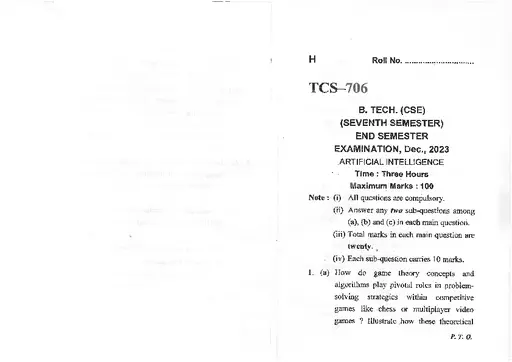 H Roll No. ............................
TCS–706
B. TECH. (CSE)
(SEVENTH SEMESTER)
END SEMESTER
EXAMINATION, Dec., 2023
ARTIFICIAL INTELLIGENCE
Time : Three Hours
Maximum Marks : 100
Note : (i) All questions are compulsory.
(ii) Answer any two sub-questions among
(a), (b) and (c) in each main question.
(iii) Total marks in each main question are
twenty.
(iv) Each sub-question carries 10 marks.
1. (a) How do game theory concepts and
algorithms play pivotal roles in problem-
solving strategies within competitive
games like chess or multiplayer video
games ? Illustrate how these theoretical
P. T. O.